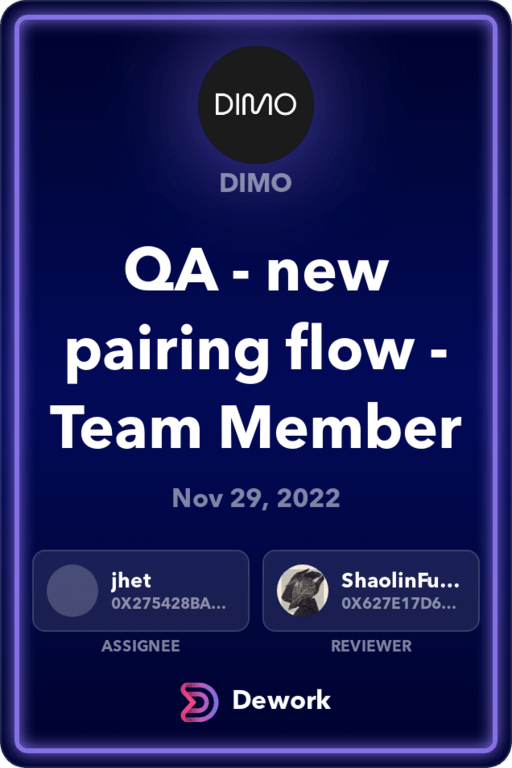 DIMO
DIMO
QA - new
pairing flow -
Team Member
Nov 29, 2022
jhet
0X275428BA...
ShaolinFu...
0X627E17D6...
ASSIGNEE
REVIEWER
Dework